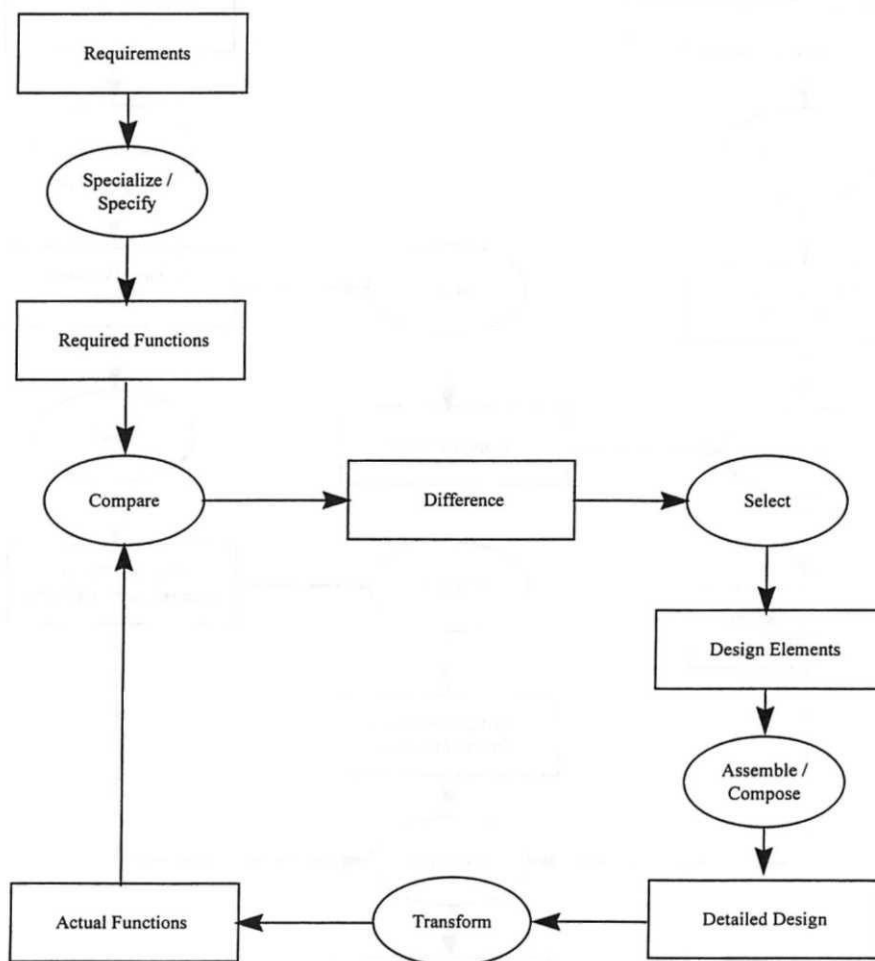 Requirements
Specialize /
Specify
Required Functions
Compare
Difference
Select
Design Elements
Assemble /
Compose
Detailed Design
Transform
Actual Functions